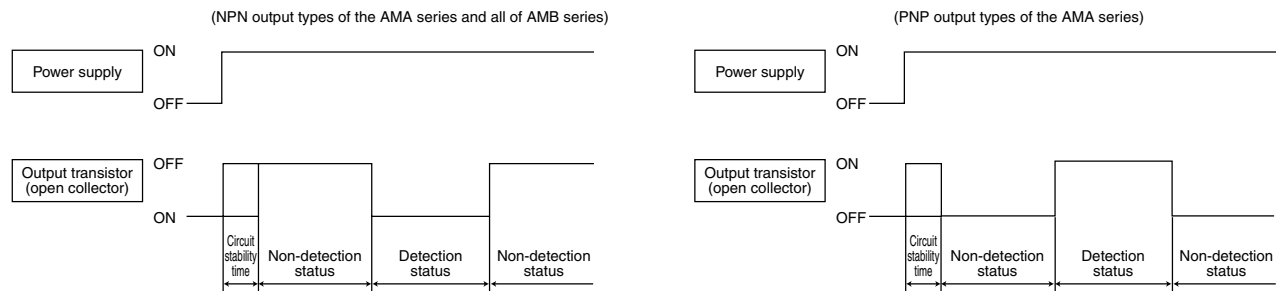 (NPN output types of the AMA series and all of AMB series)
Power supply
ON
OFF
Output transistor
(open collector)
OFF
ON
Circuit
stability
time
Non-detection
status
Detection
status
Non-detection
status
(PNP output types of the AMA series)
Power supply
ON
OFF
Output transistor
(open collector)
ON
OFF
Circuit
stability
time
Non-detection
status
Detection
status
Non-detection
status